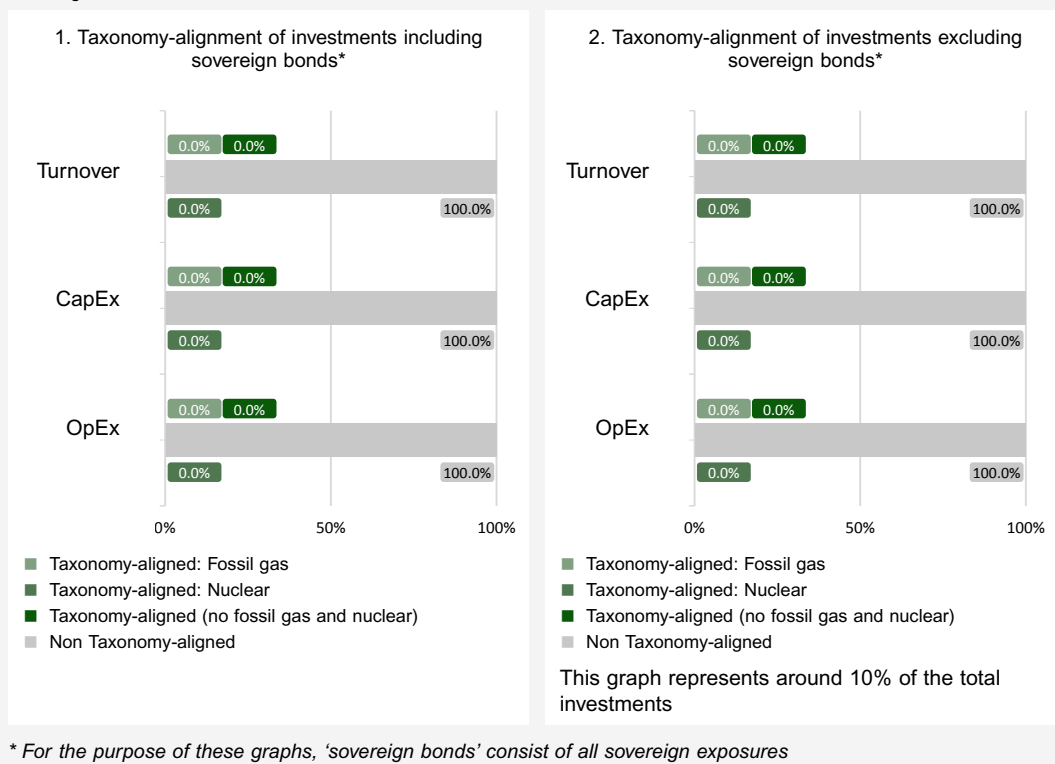 1. Taxonomy-alignment of investments including
sovereign bonds*
Turnover
0.0% 0.0%
0.0% 100.0%
CapEx
0.0% 0.0%
0.0% 100.0%
OpEx
0.0% 0.0%
0.0% 100.0%
0% 50% 100%
Taxonomy-aligned: Fossil gas
Taxonomy-aligned: Nuclear
Taxonomy-aligned (no fossil gas and nuclear)
Non Taxonomy-aligned
2. Taxonomy-alignment of investments excluding
sovereign bonds*
Turnover
0.0% 0.0%
0.0% 100.0%
CapEx
0.0% 0.0%
0.0% 100.0%
OpEx
0.0% 0.0%
0.0% 100.0%
0% 50% 100%
Taxonomy-aligned: Fossil gas
Taxonomy-aligned: Nuclear
Taxonomy-aligned (no fossil gas and nuclear)
Non Taxonomy-aligned
This graph represents around 10% of the total
investments
* For the purpose of these graphs, ‘sovereign bonds’ consist of all sovereign exposures